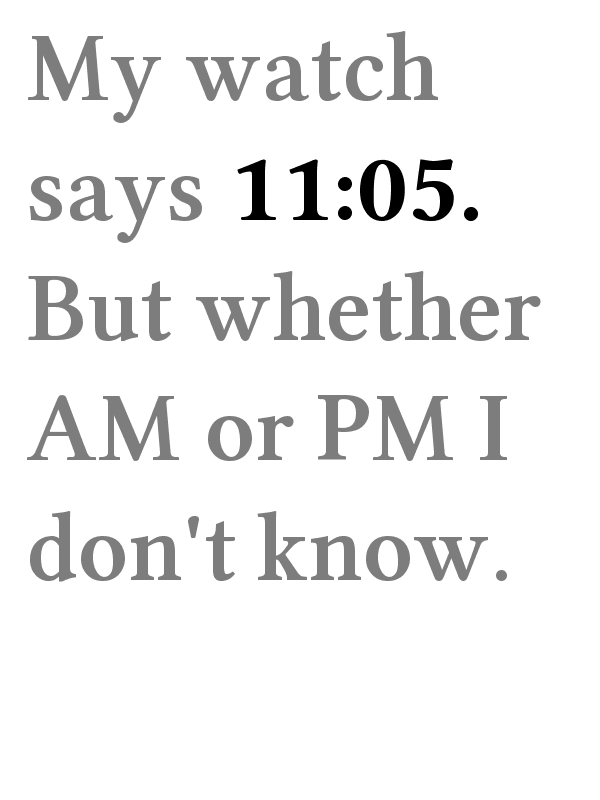 My watch
says 11:05.
But whether
AM or PM I
don't know.